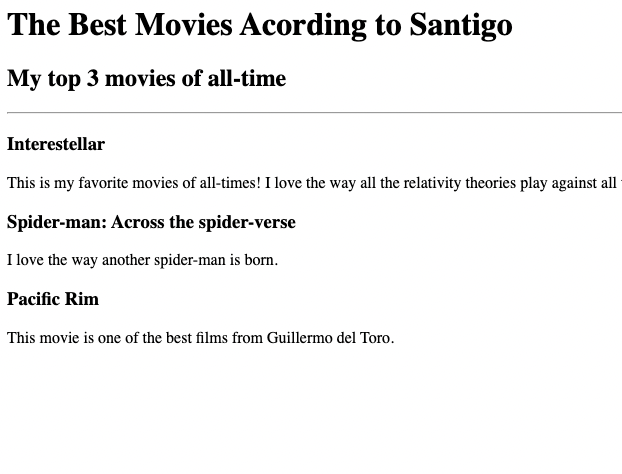 The Best Movies Acording to Santigo
My top 3 movies of all-time
Interestellar
This is my favorite movies of all-times! I love the way all the relativity theories play against all
Spider-man: Across the spider-verse
I love the way another spider-man is born.
Pacific Rim
This movie is one of the best films from Guillermo del Toro.